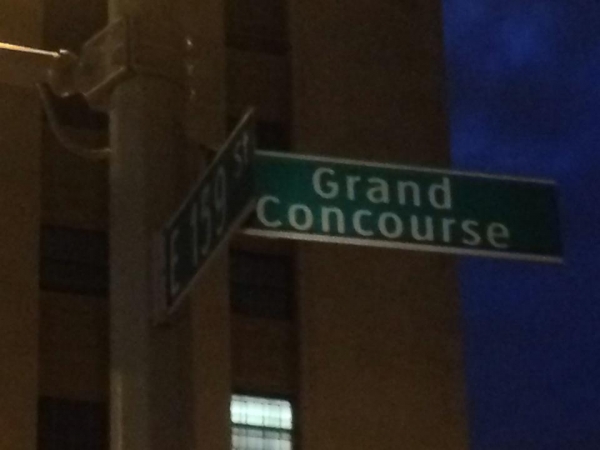 E 159 St
Grand
Concourse